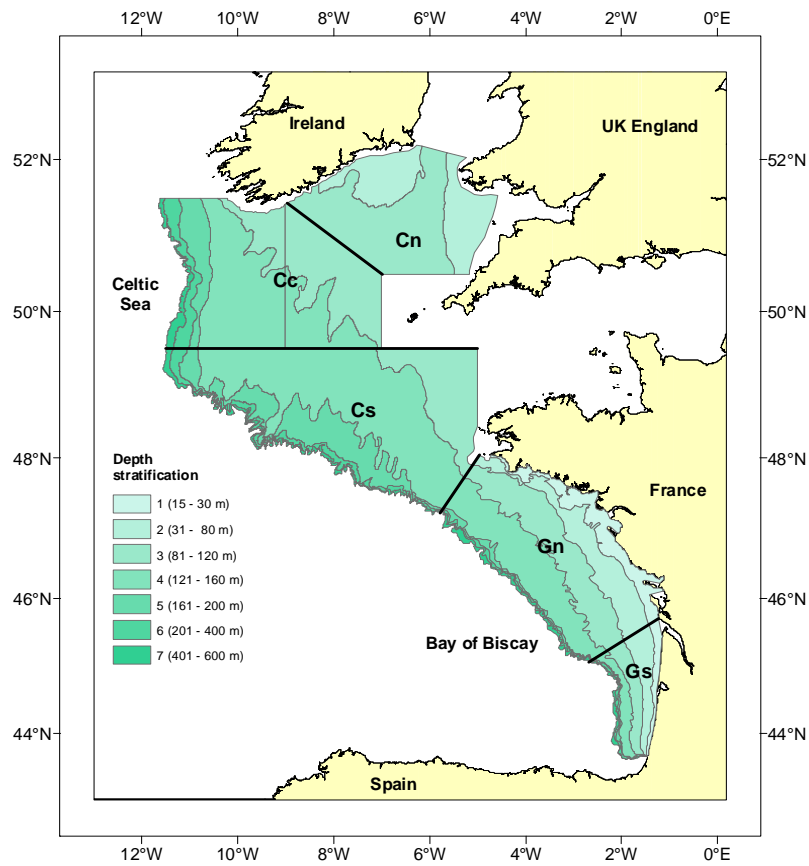 12°W 10°W 8°W 6°W 4°W 2°W 0°E
Ireland
UK England
52°N 52°N
Cn
Cc
Celtic
Sea
50°N 50°N
Cs
48°N 48°N
Depth
stratification
1 (15 - 30 m)
2 (31 - 80 m)
3 (81 - 120 m)
4 (121 - 160 m)
5 (161 - 200 m)
6 (201 - 400 m)
7 (401 - 600 m)
France
Gn
46°N 46°N
Bay of Biscay
Gs
44°N 44°N
Spain
12°W 10°W 8°W 6°W 4°W 2°W 0°E